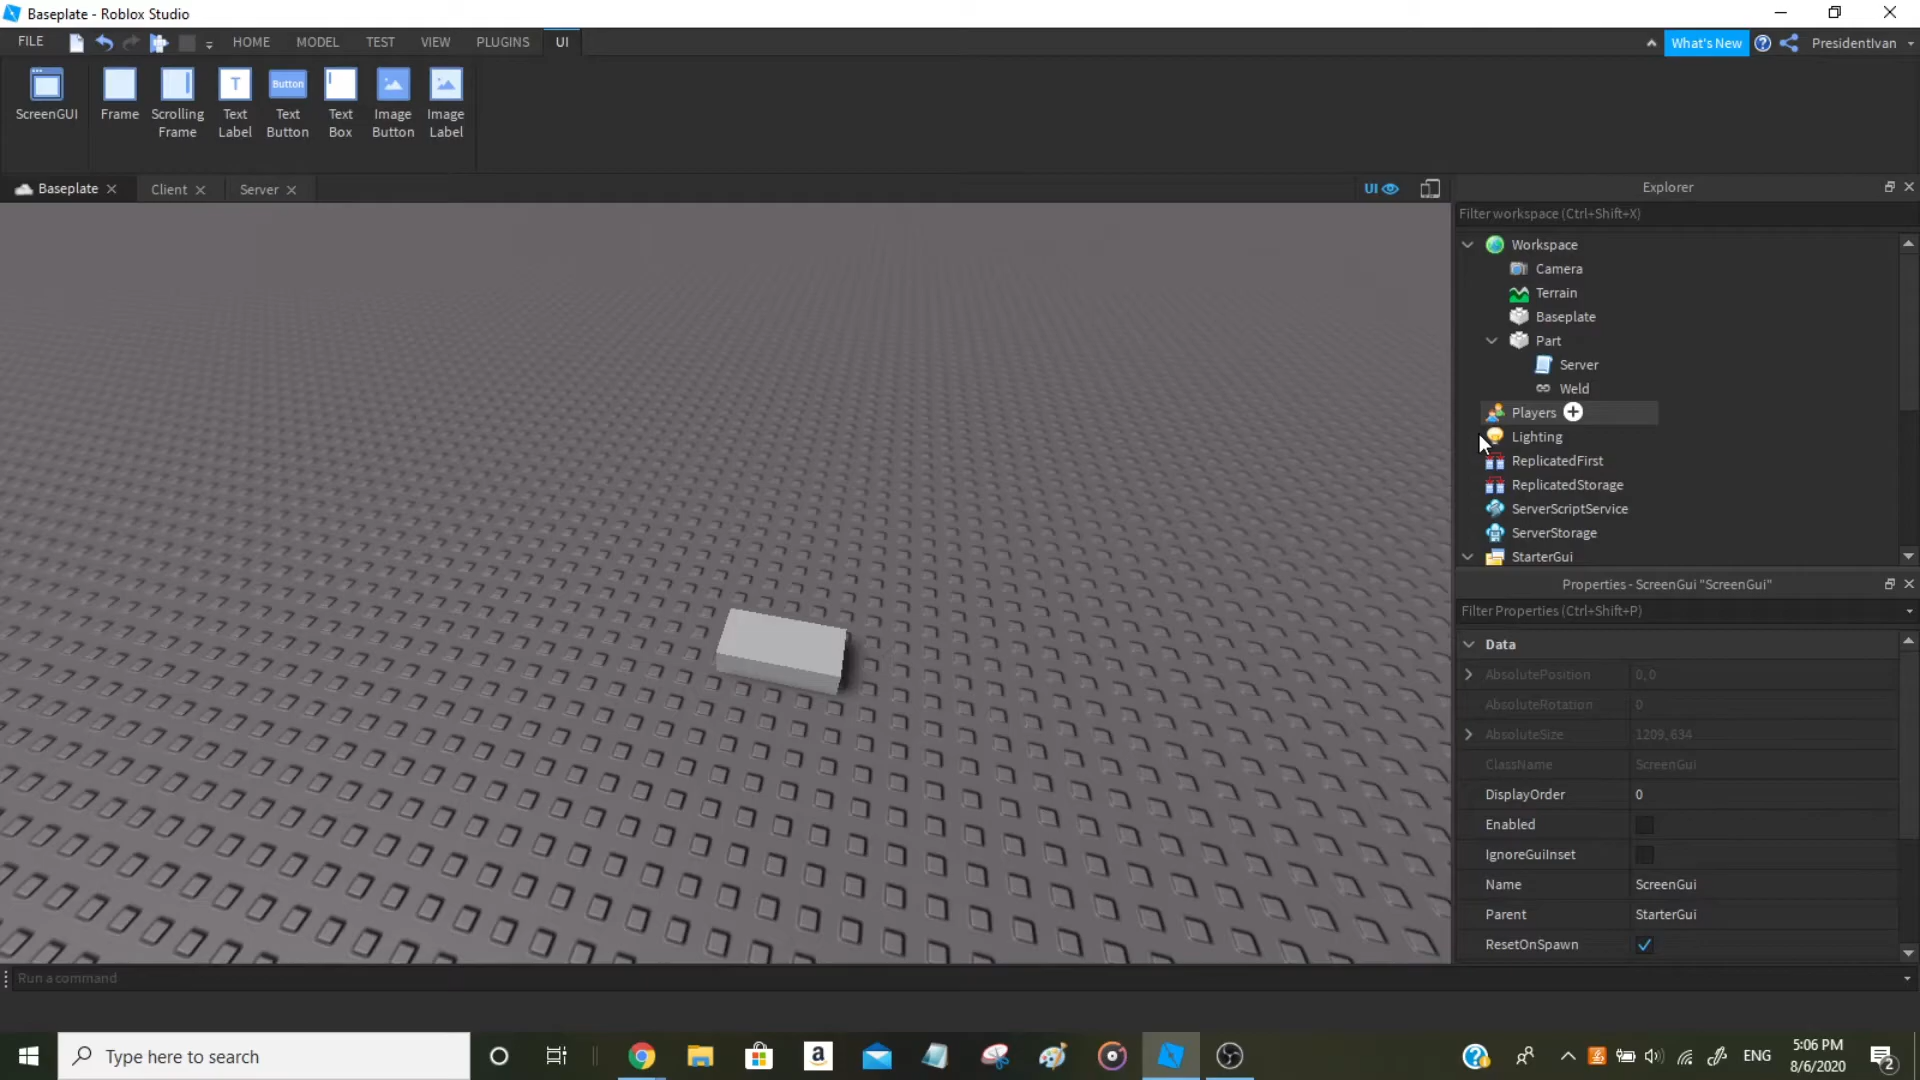 Baseplate - Roblox Studio
FILE HOME MODEL TEST VIEW PLUGINS UI What's New PresidentIvan
ScreenGUI
Frame
Scrolling
Frame
Text
Label
T
Text
Button
Button
Text
Box
Image
Button
Image
Label
Baseplate Client Server UI
Explorer
Filter workspace (Ctrl+Shift+X)
Workspace
Camera
Terrain
Baseplate
Part
Server
Weld
Players
Lighting
ReplicatedFirst
ReplicatedStorage
ServerScriptService
ServerStorage
StarterGui
Properties - ScreenGui "ScreenGui"
Filter Properties (Ctrl+Shift+P)
Data
AbsolutePosition 0,0
AbsoluteRotation 0
AbsoluteSize 1209,634
ClassName ScreenGui
DisplayOrder 0
Enabled
IgnoreGuiInset
Name ScreenGui
Parent StarterGui
ResetOnSpawn
Run a command
Type here to search
a
ENG
5:06 PM
8/6/2020
2